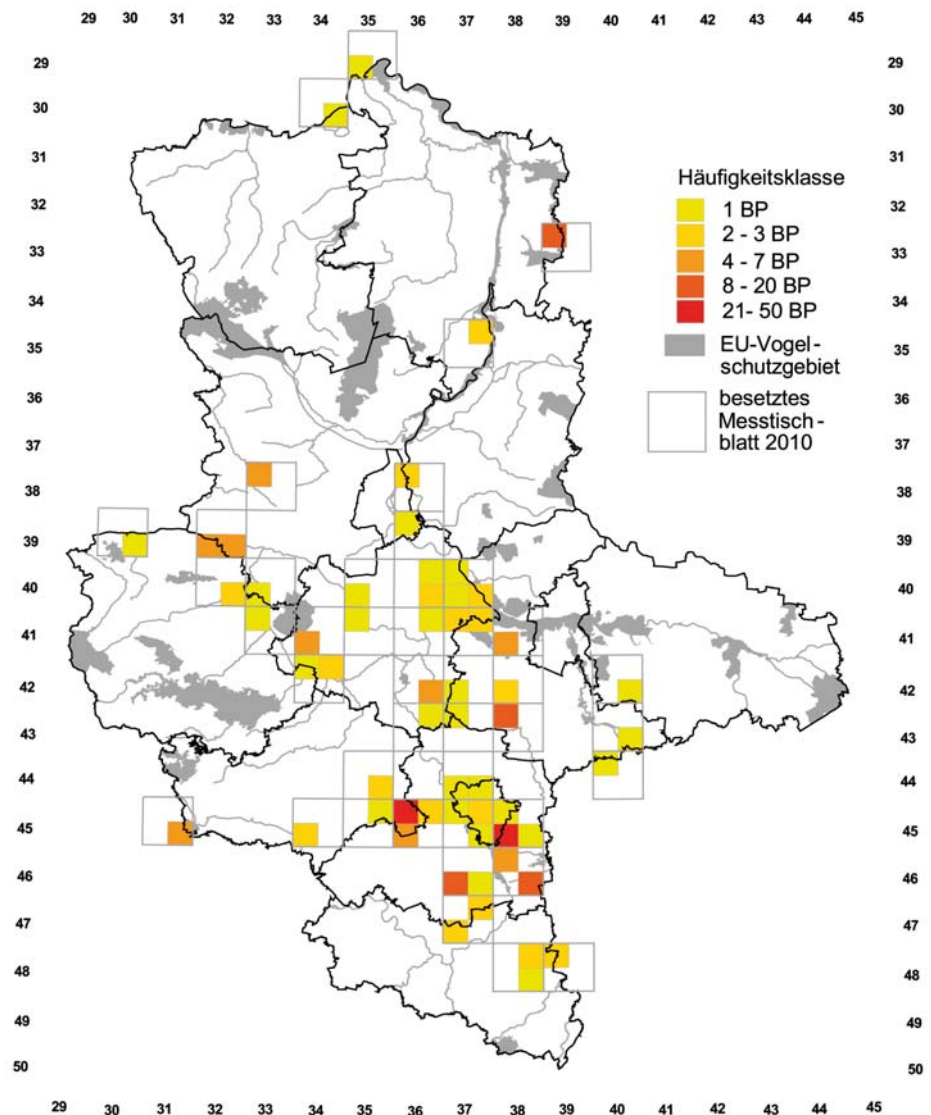 30 31 32 33 34 35 36 37 38 39 40 41 42 43 44 45
29 29
30 30
31 31
32 32
33 33
34 34
35 35
36 36
37 37
38 38
39 39
40 40
41 41
42 42
43 43
44 44
45 45
46 46
47 47
48 48
49 49
50 50
29 30 31 32 33 34 35 36 37 38 39 40 41 42 43 44 45
Häufigkeitsklasse
1 BP
2 - 3 BP
4 - 7 BP
8 - 20 BP
21- 50 BP
EU-Vogel-
schutzgebiet
besetztes
Messtisch-
blatt 2010